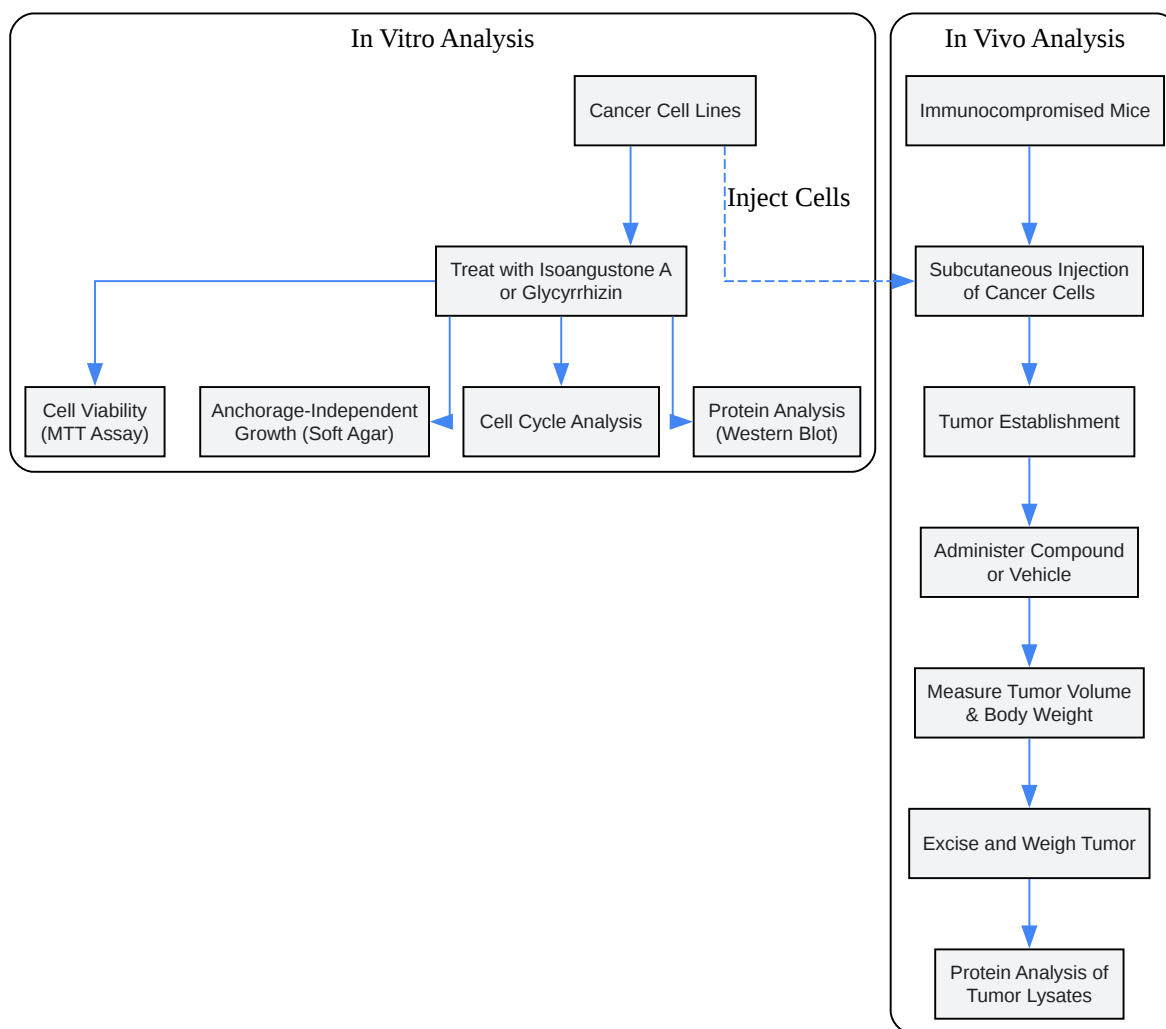 In Vitro Analysis
Cancer Cell Lines
Inject Cells
Treat with Isoangustone A
or Glycyrrhizin
Cell Viability
(MTT Assay)
Anchorage-Independent
Growth (Soft Agar)
Cell Cycle Analysis
Protein Analysis
(Western Blot)
In Vivo Analysis
Immunocompromised Mice
Subcutaneous Injection
of Cancer Cells
Tumor Establishment
Administer Compound
or Vehicle
Measure Tumor Volume
& Body Weight
Excise and Weigh Tumor
Protein Analysis of
Tumor Lysates